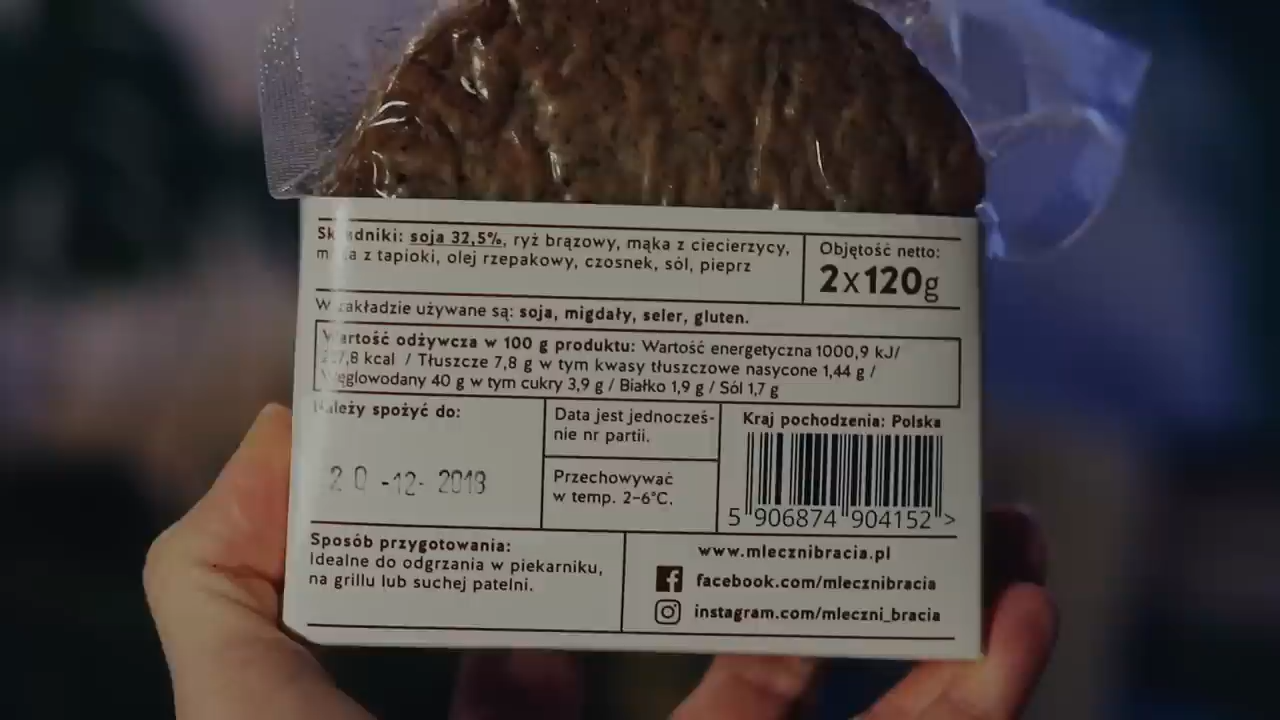 soja 32,5%, ryż brązowy, mąka z ciecierzycy,
z tapioki, olej rzepakowy, czosnek, sól, pieprz
Objętość netto:
2x120g
W zakładzie używane są: soja, migdały, seler, gluten.
Wartość odżywcza w 100 g produktu: Wartość energetyczna 1000,9 kJ/
kcal / Tłuszcze 7,8 g w tym kwasy tłuszczowe nasycone 1,44 g /
Węglowodany 40 g w tym cukry 3,9 g / Białko 1,9 g / Sól 1,7 g
Należy spożyć do:
20 -12- 2019
Data jest jednocześ-
nie nr partii.
Przechowywać
w temp. 2-6°C.
Kraj pochodzenia: Polska
5 906874 904152 >
Sposób przygotowania:
Idealne do odgrzania w piekarniku,
na grillu lub suchej patelni.
www.mlecznibracia.pl
facebook.com/mlecznibracia
instagram.com/mleczni_bracia